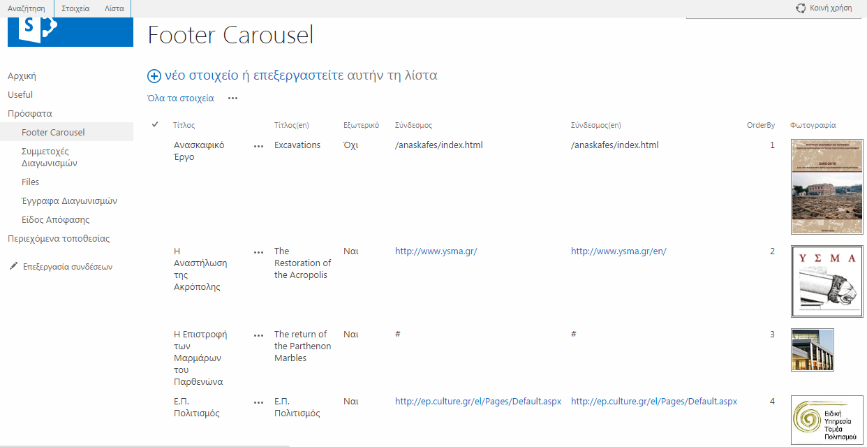 Αναζήτηση Στοιχεία Λίστα Κοινή χρήση
S
Footer Carousel
νέο στοιχείο ή επεξεργαστείτε αυτήν τη λίστα
Όλα τα στοιχεία ...
Αρχική
Useful
Πρόσφατα
Footer Carousel
Συμμετοχές
Διαγωνισμών
Files
Έγγραφα Διαγωνισμών
Είδος Απόφασης
Περιεχόμενα τοποθεσίας
Επεξεργασία συνδέσεων
Τίτλος Τίτλος(en) Εξωτερικό Σύνδεσμος Σύνδεσμος(en) OrderBy Φωτογραφία
Ανασκαφικό ... Excavations Όχι /anaskafes/index.html /anaskafes/index.html 1
Έργο
Η ... The Ναι http://www.ysma.gr/ http://www.ysma.gr/en/ 2
Αναστήλωση Restoration of
της the Acropolis
Ακρόπολης
Υ Σ Μ Α
Η Επιστροφή ... The return of Ναι # # 3
των the Parthenon
Μαρμάρων Marbles
του
Παρθενώνα
Ε.Π. ... Ε.Π. Ναι http://ep.culture.gr/el/Pages/Default.aspx http://ep.culture.gr/el/Pages/Default.aspx 4
Πολιτισμός Πολιτισμός
Ειδική
Υπηρεσία
Τομέα
Πολιτισμού